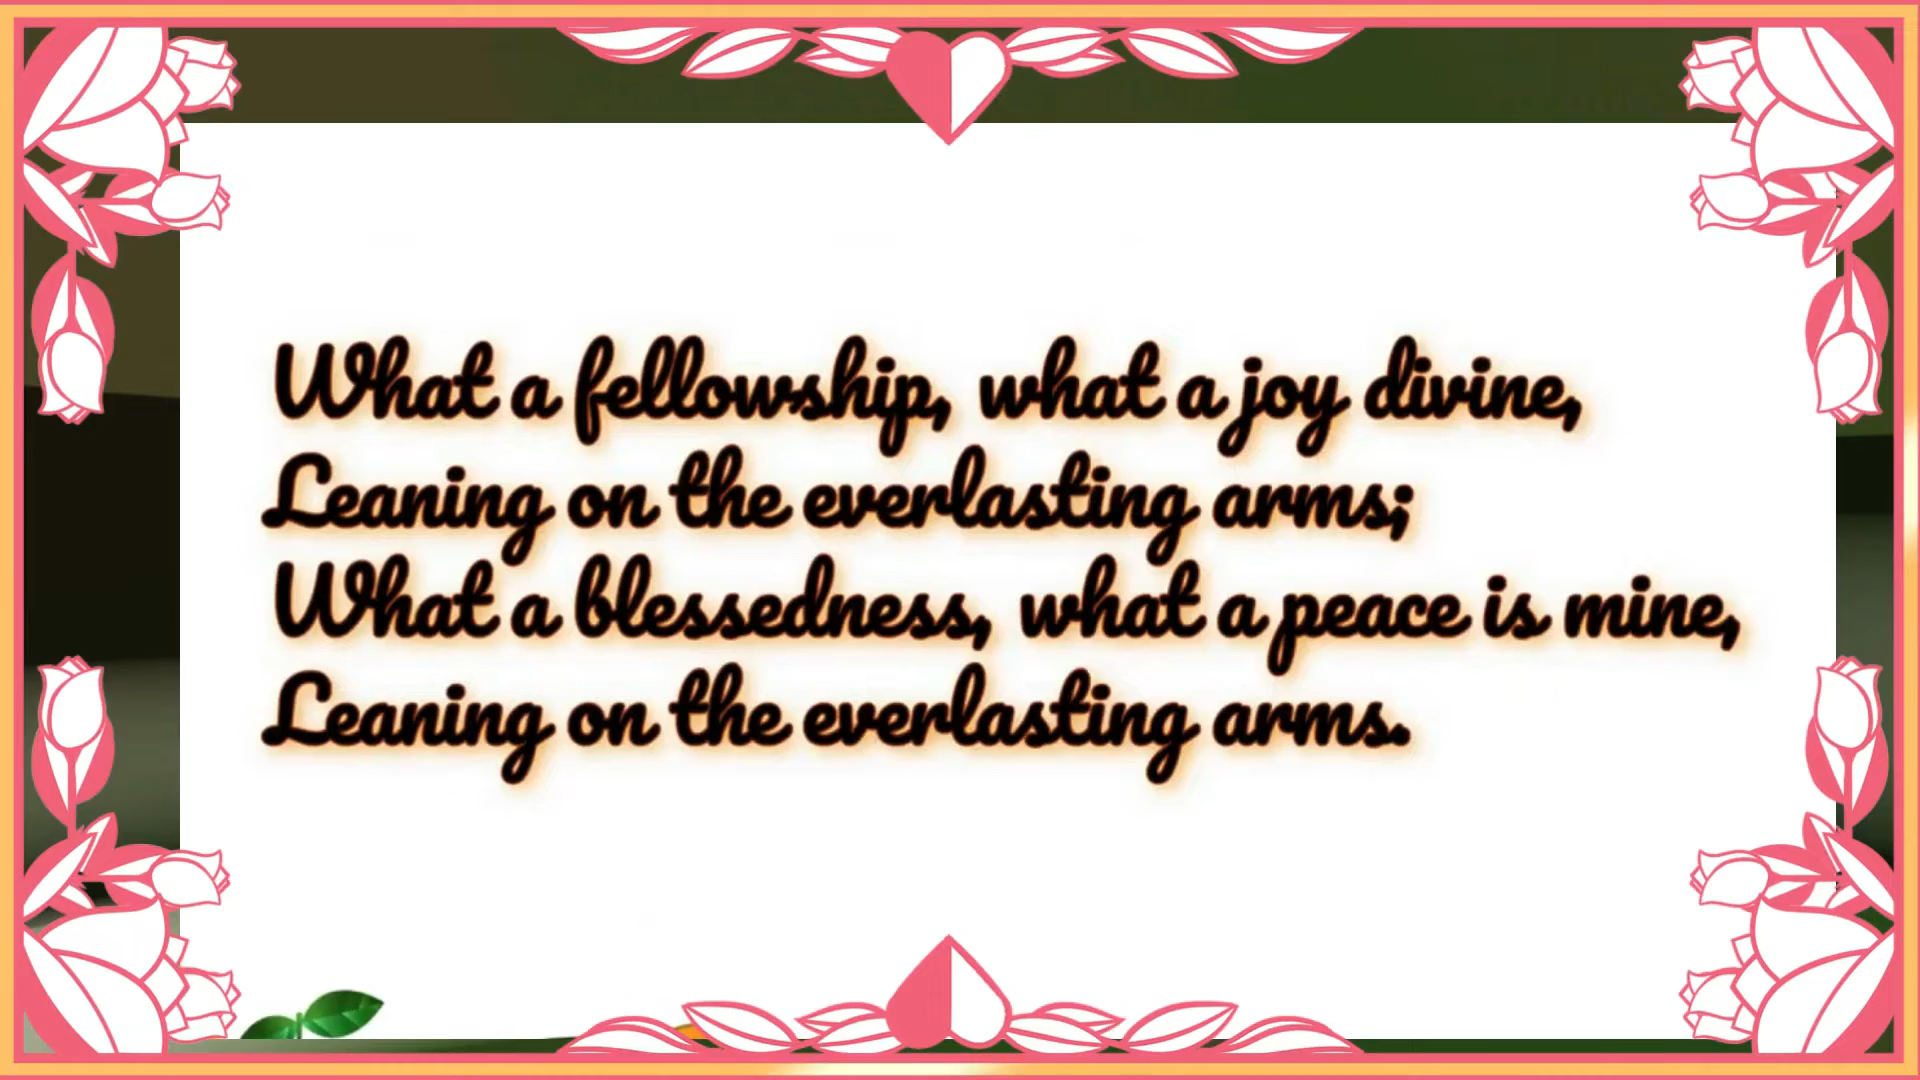 What a fellowship, what a joy divine,
Leaning on the everlasting arms;
What a blessedness, what a peace is mine,
Leaning on the everlasting arms.